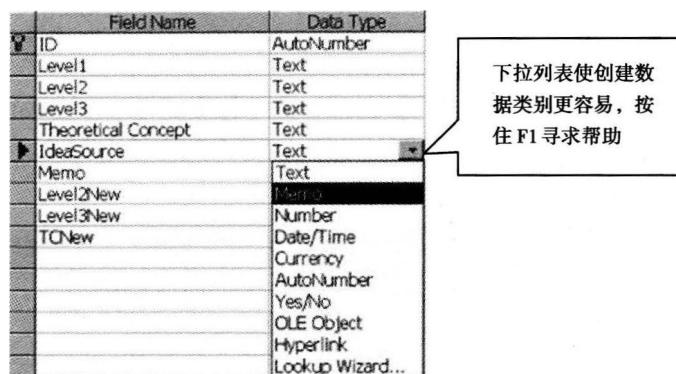 Field Name Data Type
ID AutoNumber
Level1 Text
Level2 Text
Level3 Text
Theoretical Concept Text
IdeaSource Text
Memo Text
Level2New Memo
Level3New Number
TCNew Date/Time
Currency
AutoNumber
Yes/No
OLE Object
Hyperlink
Lookup Wizard...
下拉列表使创建数
据类别更容易，按
住 F1 寻求帮助